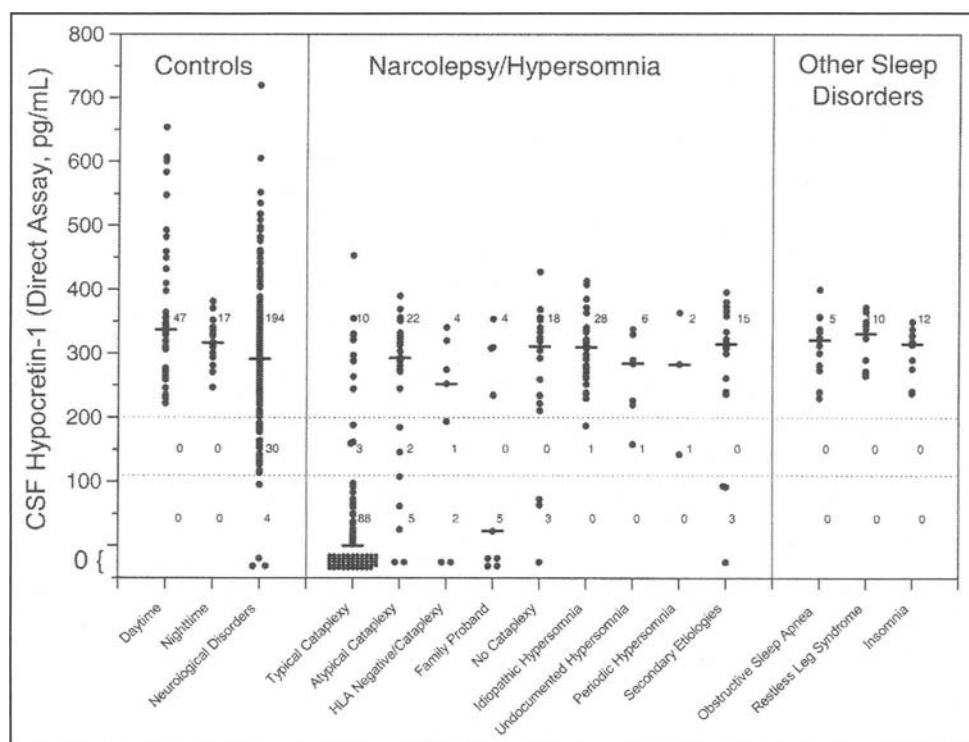 Controls
Narcolepsy/Hypersomnia
Other Sleep
Disorders
CSF Hypocretin-1 (Direct Assay, pg/mL)
800
700
600
500
400
300
200
100
0 {
47 17 194 10 22 4 4 18 28 6 2 15 5 10 12
0 0 30 3 2 1 0 0 1 1 1 0 0 0 0
0 0 4 88 5 2 5 3 0 0 0 3 0 0 0
Daytime
Nighttime
Neurological Disorders
Typical Cataplexy
Atypical Cataplexy
HLA Negative/Cataplexy
Family Proband
No Cataplexy
Idiopathic Hypersomnia
Undocumented Hypersomnia
Periodic Hypersomnia
Secondary Etiologies
Obstructive Sleep Apnea
Restless Leg Syndrome
Insomnia